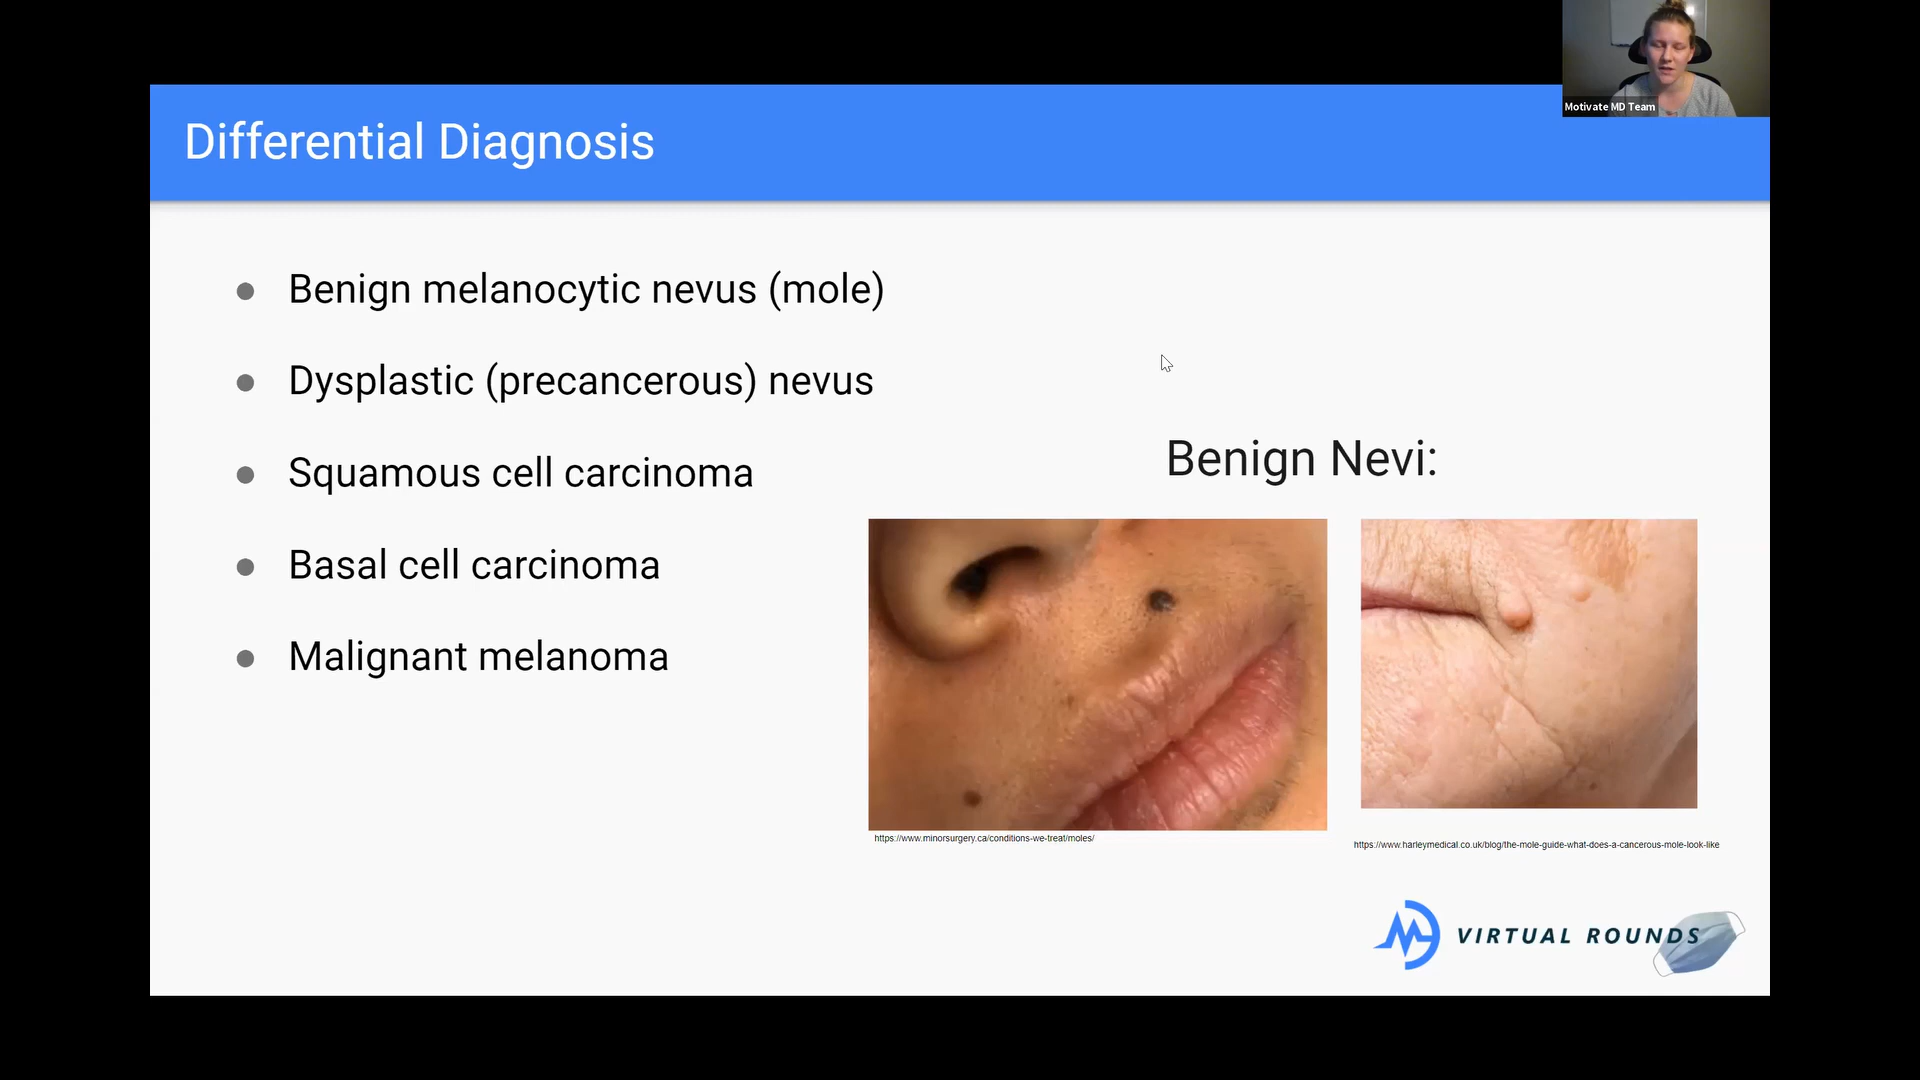 Motivate MD Team
Differential Diagnosis
Benign melanocytic nevus (mole)
Dysplastic (precancerous) nevus
Squamous cell carcinoma
Basal cell carcinoma
Malignant melanoma
Benign Nevi:
https://www.minorsurgery.ca/conditions-we-treat/moles/
https://www.harleymedical.co.uk/blog/the-mole-guide-what-does-a-cancerous-mole-look-like
VIRTUAL ROUNDS